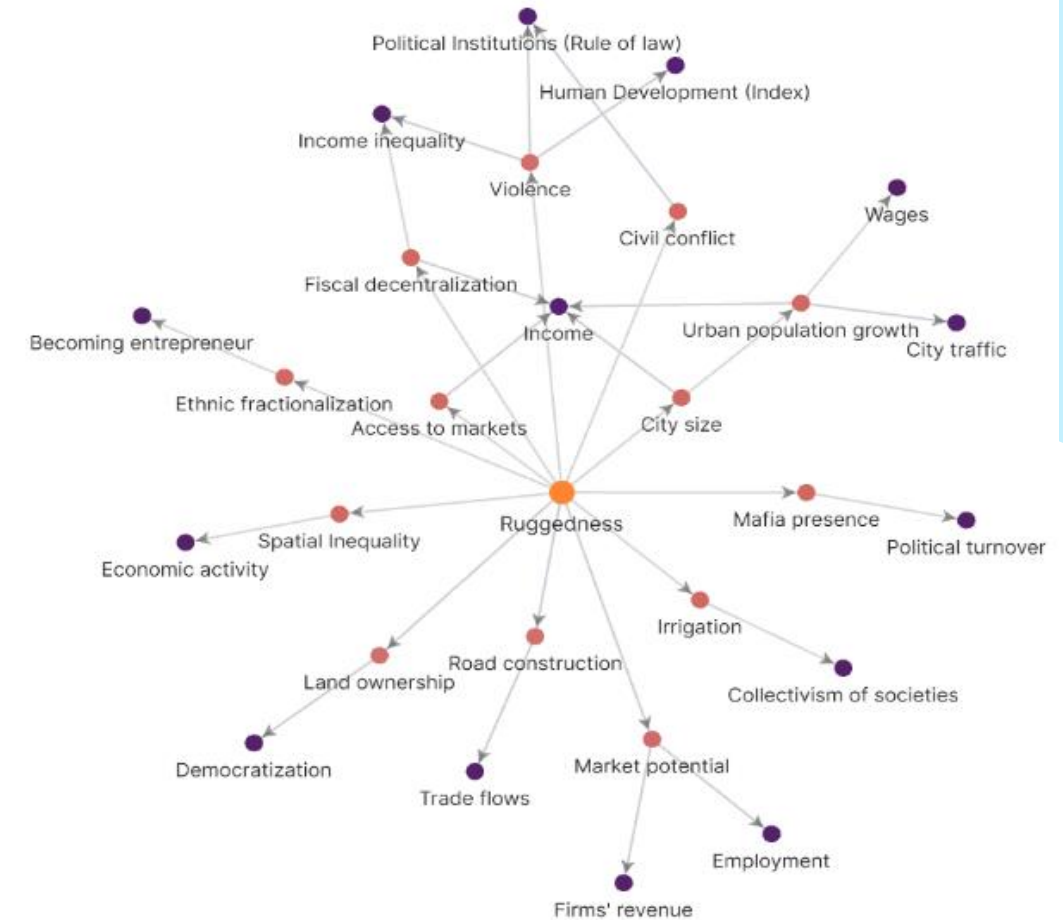 Political Institutions (Rule of law)
Human Development (Index)
Income inequality
Violence
Wages
Civil conflict
Fiscal decentralization
Income
Urban population growth
Becoming entrepreneur
City traffic
Ethnic fractionalization
Access to markets
City size
Ruggedness
Mafia presence
Spatial Inequality
Political turnover
Economic activity
Irrigation
Road construction
Land ownership
Collectivism of societies
Market potential
Democratization
Trade flows
Employment
Firms' revenue